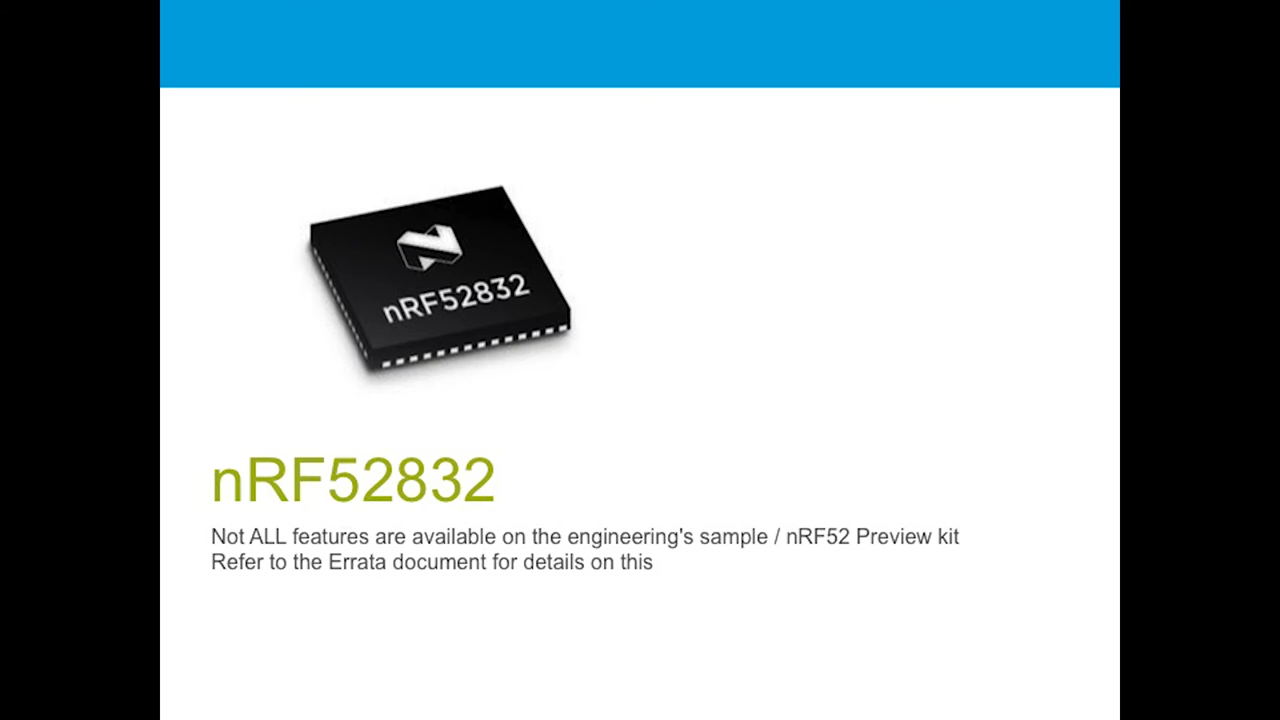 nRF52832
nRF52832
Not ALL features are available on the engineering's sample / nRF52 Preview kit
Refer to the Errata document for details on this